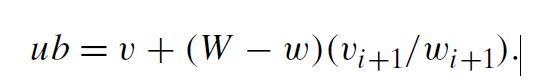 ub = v + (W − w)(v_{i+1}/w_{i+1}).